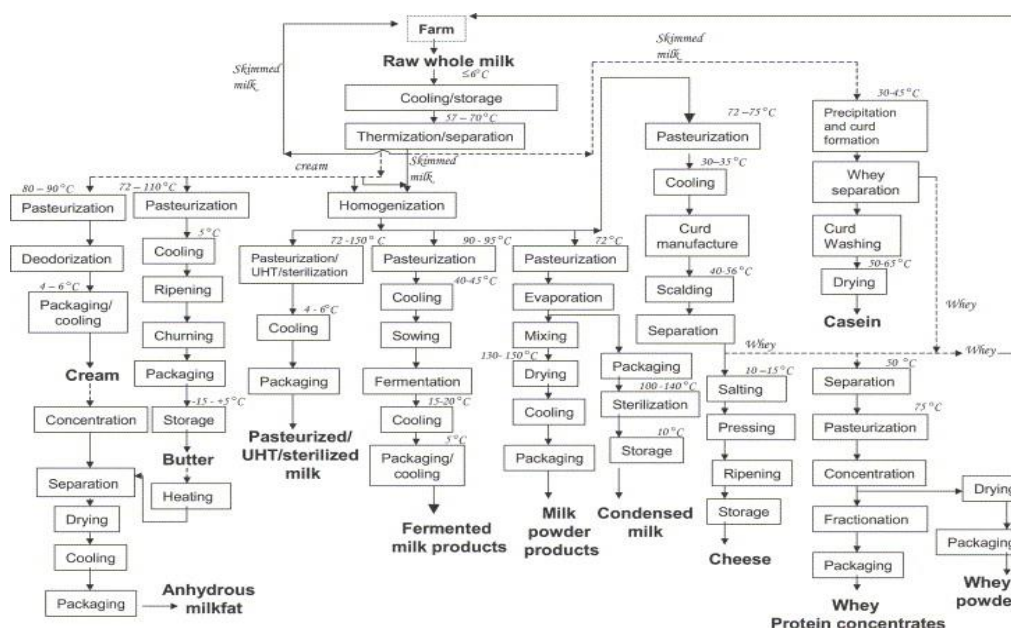 Farm
Raw whole milk
≤6°C
Cooling/storage
57 – 70°C
Thermization/separation
Skimmed
milk
cream
Skimmed
milk
Skimmed
milk
Homogenization
80 – 90°C
Pasteurization
Deodorization
4 – 6°C
Packaging/
cooling
Cream
Concentration
Separation
Drying
Cooling
Packaging
Anhydrous
milkfat
72 – 110°C
Pasteurization
5°C
Cooling
Ripening
Churning
Packaging
-15 - +5°C
Storage
Butter
Heating
72 -150°C
Pasteurization/
UHT/sterilization
4 - 6°C
Cooling
Packaging
Pasteurized/
UHT/sterilized
milk
90 - 95°C
Pasteurization
40-45°C
Cooling
Sowing
Fermentation
15-20°C
Cooling
5°C
Packaging/
cooling
Fermented
milk products
72°C
Pasteurization
Evaporation
Mixing
130- 150°C
Drying
Cooling
Packaging
Milk
powder
products
Packaging
100 -140°C
Sterilization
10°C
Storage
Condensed
milk
72 –75°C
Pasteurization
30–35°C
Cooling
Curd
manufacture
40-56°C
Scalding
Separation
Whey
10 –15°C
Salting
Pressing
Ripening
Storage
Cheese
30-45°C
Precipitation
and curd
formation
Whey
separation
Curd
Washing
50-65°C
Drying
Casein
Whey
Whey
50°C
Separation
75°C
Pasteurization
Concentration
Fractionation
Packaging
Whey
Protein concentrates
Drying
Packaging
Whey
powder